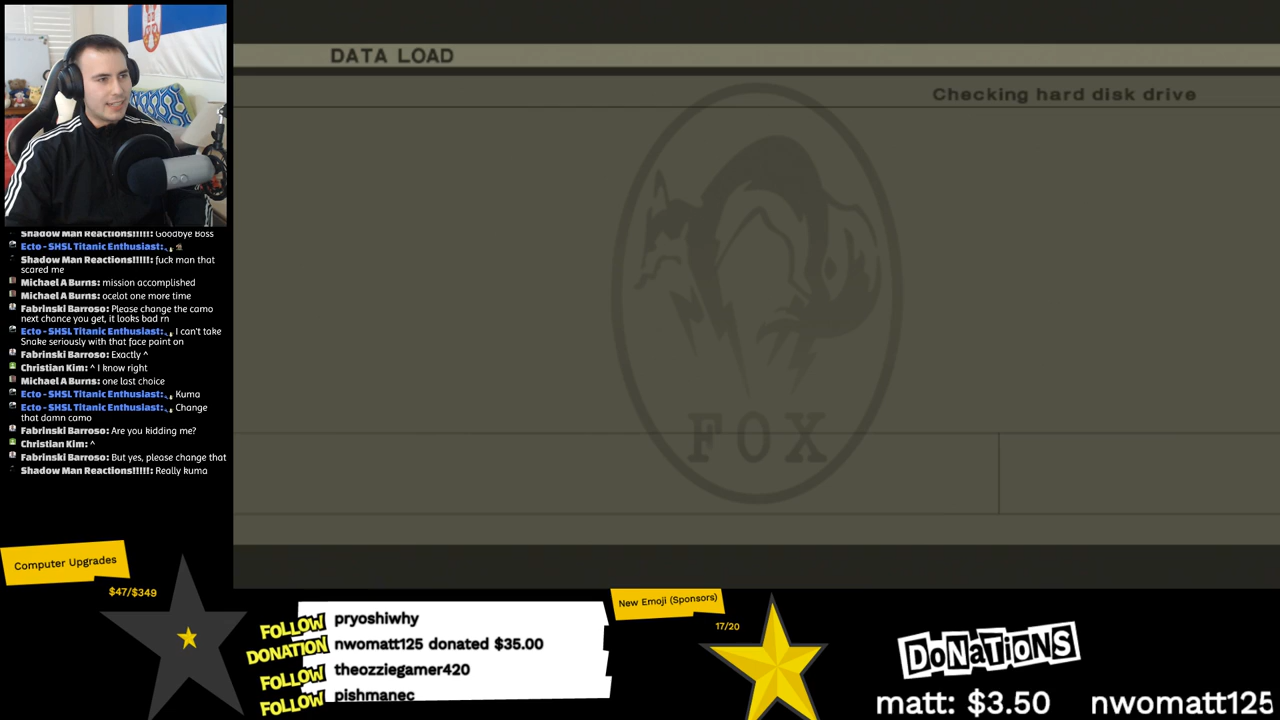 DATA LOAD
Checking hard disk drive
FOX
Shadow Man Reactions!!!!!: Goodbye Boss
Ecto - SHSL Titanic Enthusiast:
Shadow Man Reactions!!!!!: fuck man that
scared me
Michael A Burns: mission accomplished
Michael A Burns: ocelot one more time
Fabrinski Barroso: Please change the camo
next chance you get, it looks bad rn
Ecto - SHSL Titanic Enthusiast: I can't take
Snake seriously with that face paint on
Fabrinski Barroso: Exactly ^
Christian Kim: ^ I know right
Michael A Burns: one last choice
Ecto - SHSL Titanic Enthusiast: Kuma
Ecto - SHSL Titanic Enthusiast: Change
that damn camo
Fabrinski Barroso: Are you kidding me?
Christian Kim: ^
Fabrinski Barroso: But yes, please change that
Shadow Man Reactions!!!!!: Really kuma
Computer Upgrades
$47/$349
FOLLOW pryoshiwhy
DONATION nwomatt125 donated $35.00
FOLLOW theozziegamer420
FOLLOW pishmanec
New Emoji (Sponsors)
17/20
DONATIONS
matt: $3.50 nwomatt125